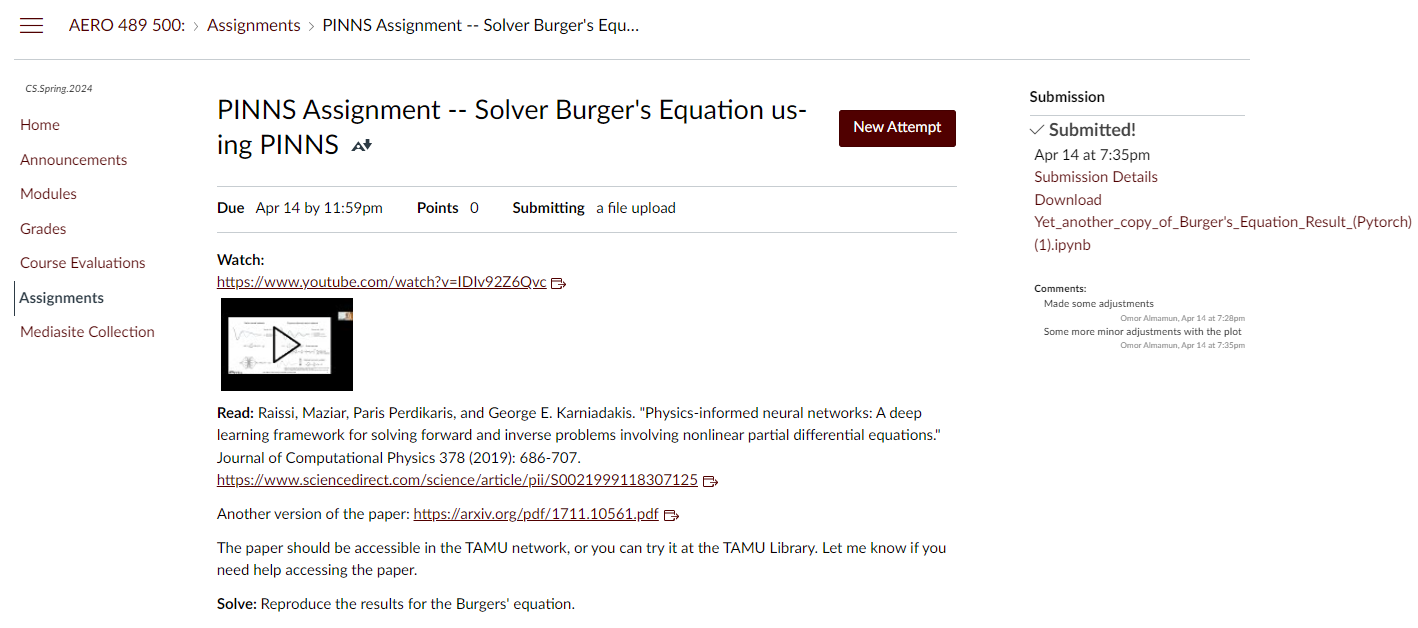 AERO 489 500: › Assignments › PINNS Assignment -- Solver Burger's Equ...
CS.Spring.2024
Home
Announcements
Modules
Grades
Course Evaluations
Assignments
Mediasite Collection
PINNS Assignment -- Solver Burger's Equation us-
ing PINNS
New Attempt
Due Apr 14 by 11:59pm Points 0 Submitting a file upload
Watch:
https://www.youtube.com/watch?v=IDIv92Z6Qvc
Read: Raissi, Maziar, Paris Perdikaris, and George E. Karniadakis. "Physics-informed neural networks: A deep
learning framework for solving forward and inverse problems involving nonlinear partial differential equations."
Journal of Computational Physics 378 (2019): 686-707.
https://www.sciencedirect.com/science/article/pii/S0021999118307125
Another version of the paper: https://arxiv.org/pdf/1711.10561.pdf
The paper should be accessible in the TAMU network, or you can try it at the TAMU Library. Let me know if you
need help accessing the paper.
Solve: Reproduce the results for the Burgers' equation.
Submission
Submitted!
Apr 14 at 7:35pm
Submission Details
Download
Yet_another_copy_of_Burger's_Equation_Result_(Pytorch)
(1).ipynb
Comments:
Made some adjustments
Omor Almamun, Apr 14 at 7:28pm
Some more minor adjustments with the plot
Omor Almamun, Apr 14 at 7:35pm